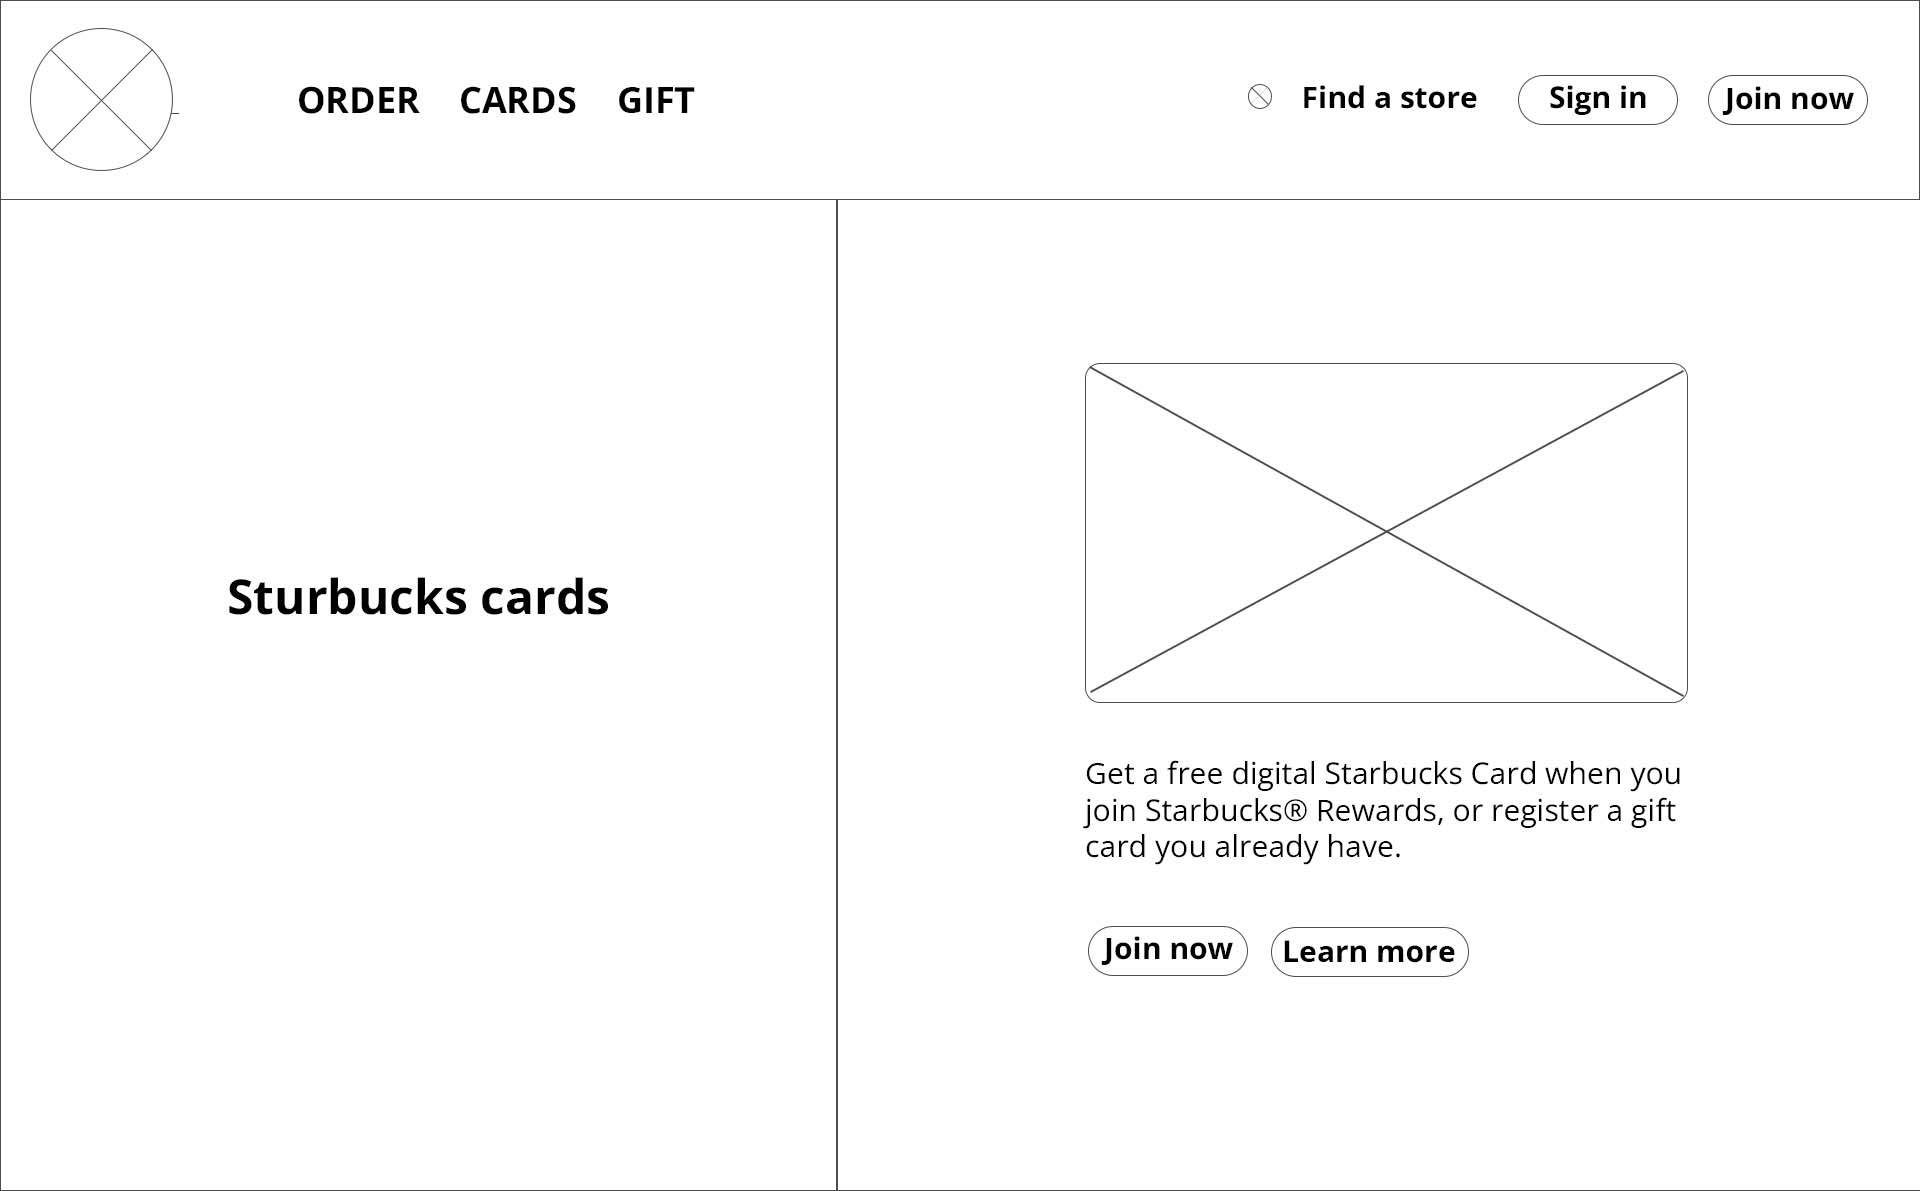 ORDER CARDS GIFT Find a store Sign in Join now
Sturbucks cards
Get a free digital Starbucks Card when you
join Starbucks® Rewards, or register a gift
card you already have.
Join now Learn more